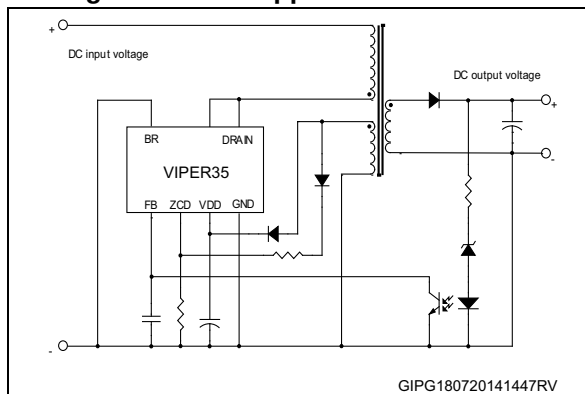 +
DC input voltage
DC output voltage
+
-
BR
DRAIN
VIPER35
FB ZCD VDD GND
-
GIPG180720141447RV